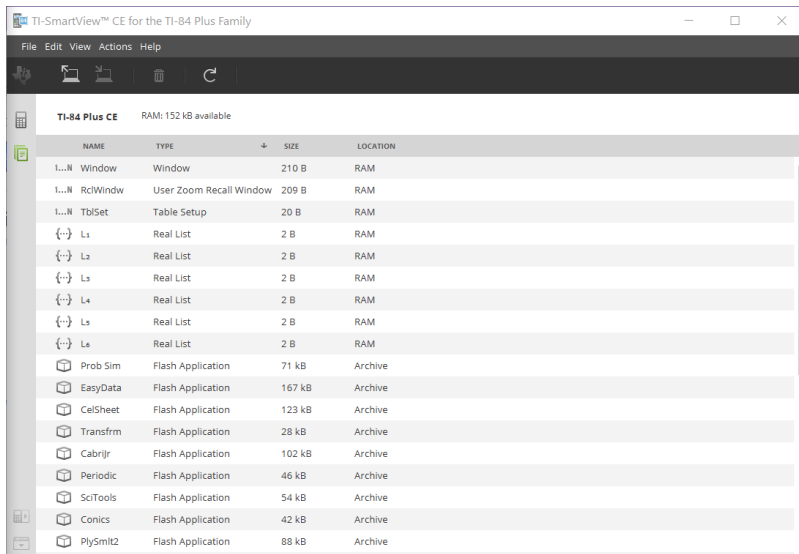 TI-SmartView™ CE for the TI-84 Plus Family
File Edit View Actions Help
TI-84 Plus CE RAM: 152 kB available
NAME TYPE SIZE LOCATION
1...N Window Window 210 B RAM
1...N RclWindw User Zoom Recall Window 209 B RAM
1...N TblSet Table Setup 20 B RAM
{...} L₁ Real List 2 B RAM
{...} L₂ Real List 2 B RAM
{...} L₃ Real List 2 B RAM
{...} L₄ Real List 2 B RAM
{...} L₅ Real List 2 B RAM
{...} L₆ Real List 2 B RAM
Prob Sim Flash Application 71 kB Archive
EasyData Flash Application 167 kB Archive
CelSheet Flash Application 123 kB Archive
Transfrm Flash Application 28 kB Archive
CabriJr Flash Application 102 kB Archive
Periodic Flash Application 46 kB Archive
SciTools Flash Application 54 kB Archive
Conics Flash Application 42 kB Archive
PlySmlt2 Flash Application 88 kB Archive